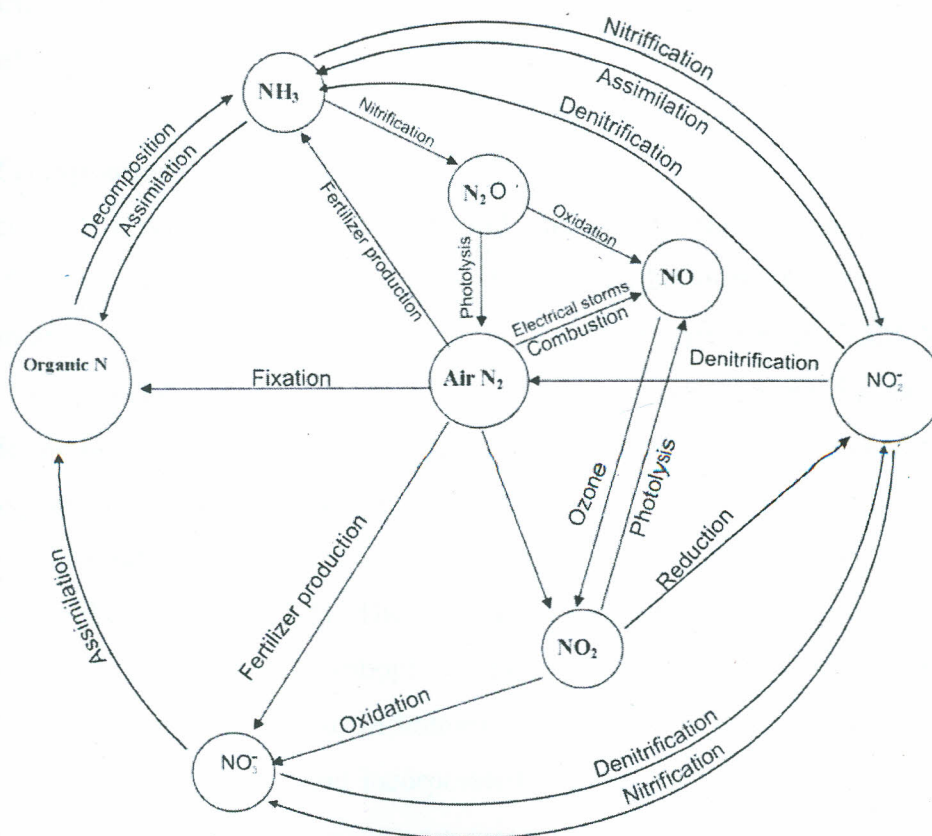 Nitriffication
Assimilation
Denitrification
NH₃
Nitrification
Decomposition
Assimilation
N₂O
Fertilizer production
Oxidation
Photolysis
NO
Electrical storms
Combustion
Organic N
Fixation
Air N₂
Denitrification
NO₂⁻
Ozone
Photolysis
Reduction
Fertilizer production
Assimilation
NO₂
Oxidation
NO₃⁻
Denitrification
Nitrification